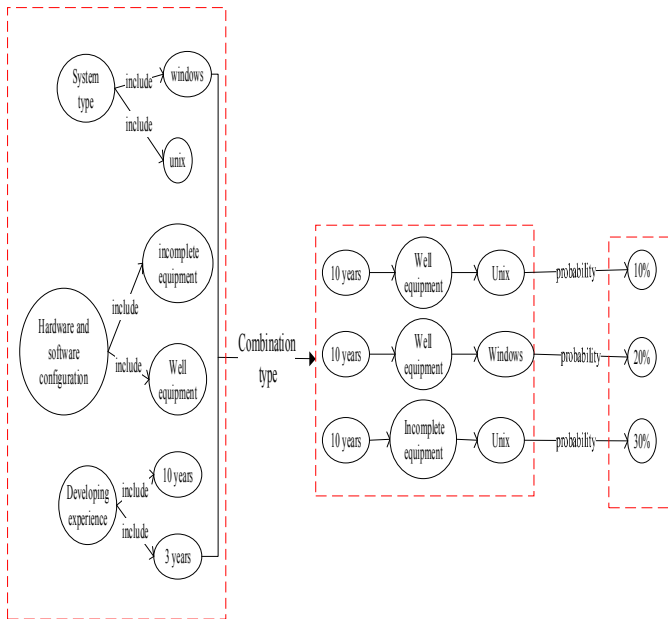 System
type
include
windows
include
unix
incomplete
equipment
include
Hardware and
software
configuration
include
Well
equipment
Developing
experience
include
10 years
include
3 years
Combination
type
10 years
Well
equipment
Unix
probability
10%
10 years
Well
equipment
Windows
probability
20%
10 years
Incomplete
equipment
Unix
probability
30%